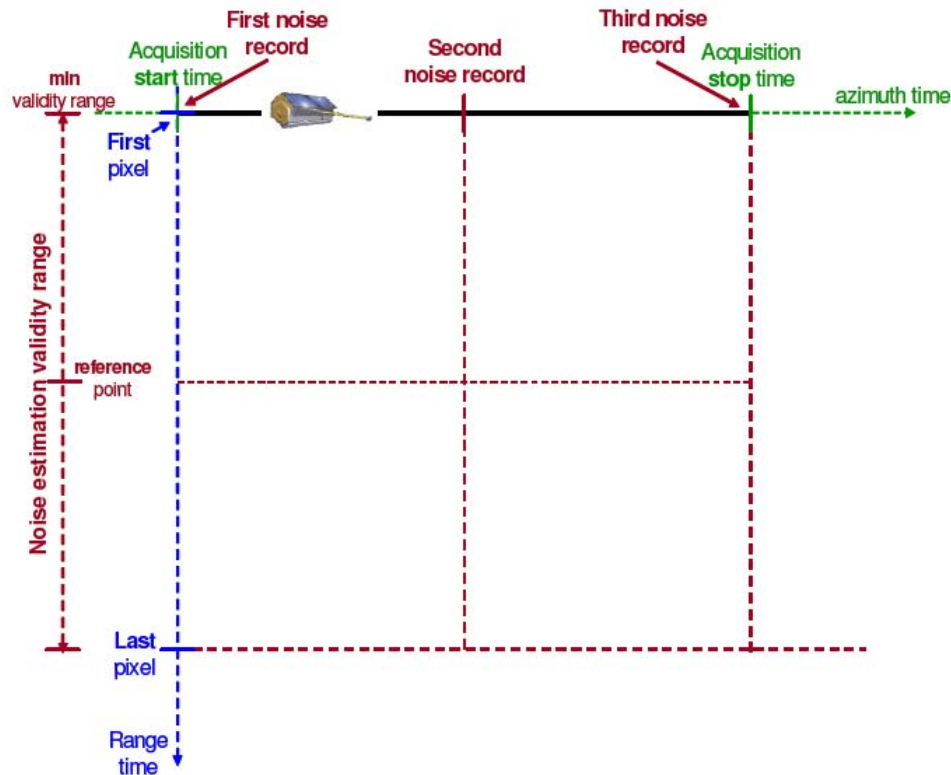 First noise
record
Third noise
record
Acquisition
start time
Second
noise record
Acquisition
stop time
min
validity range
azimuth time
First
pixel
Noise estimation validity range
reference
point
Last
pixel
Range
time